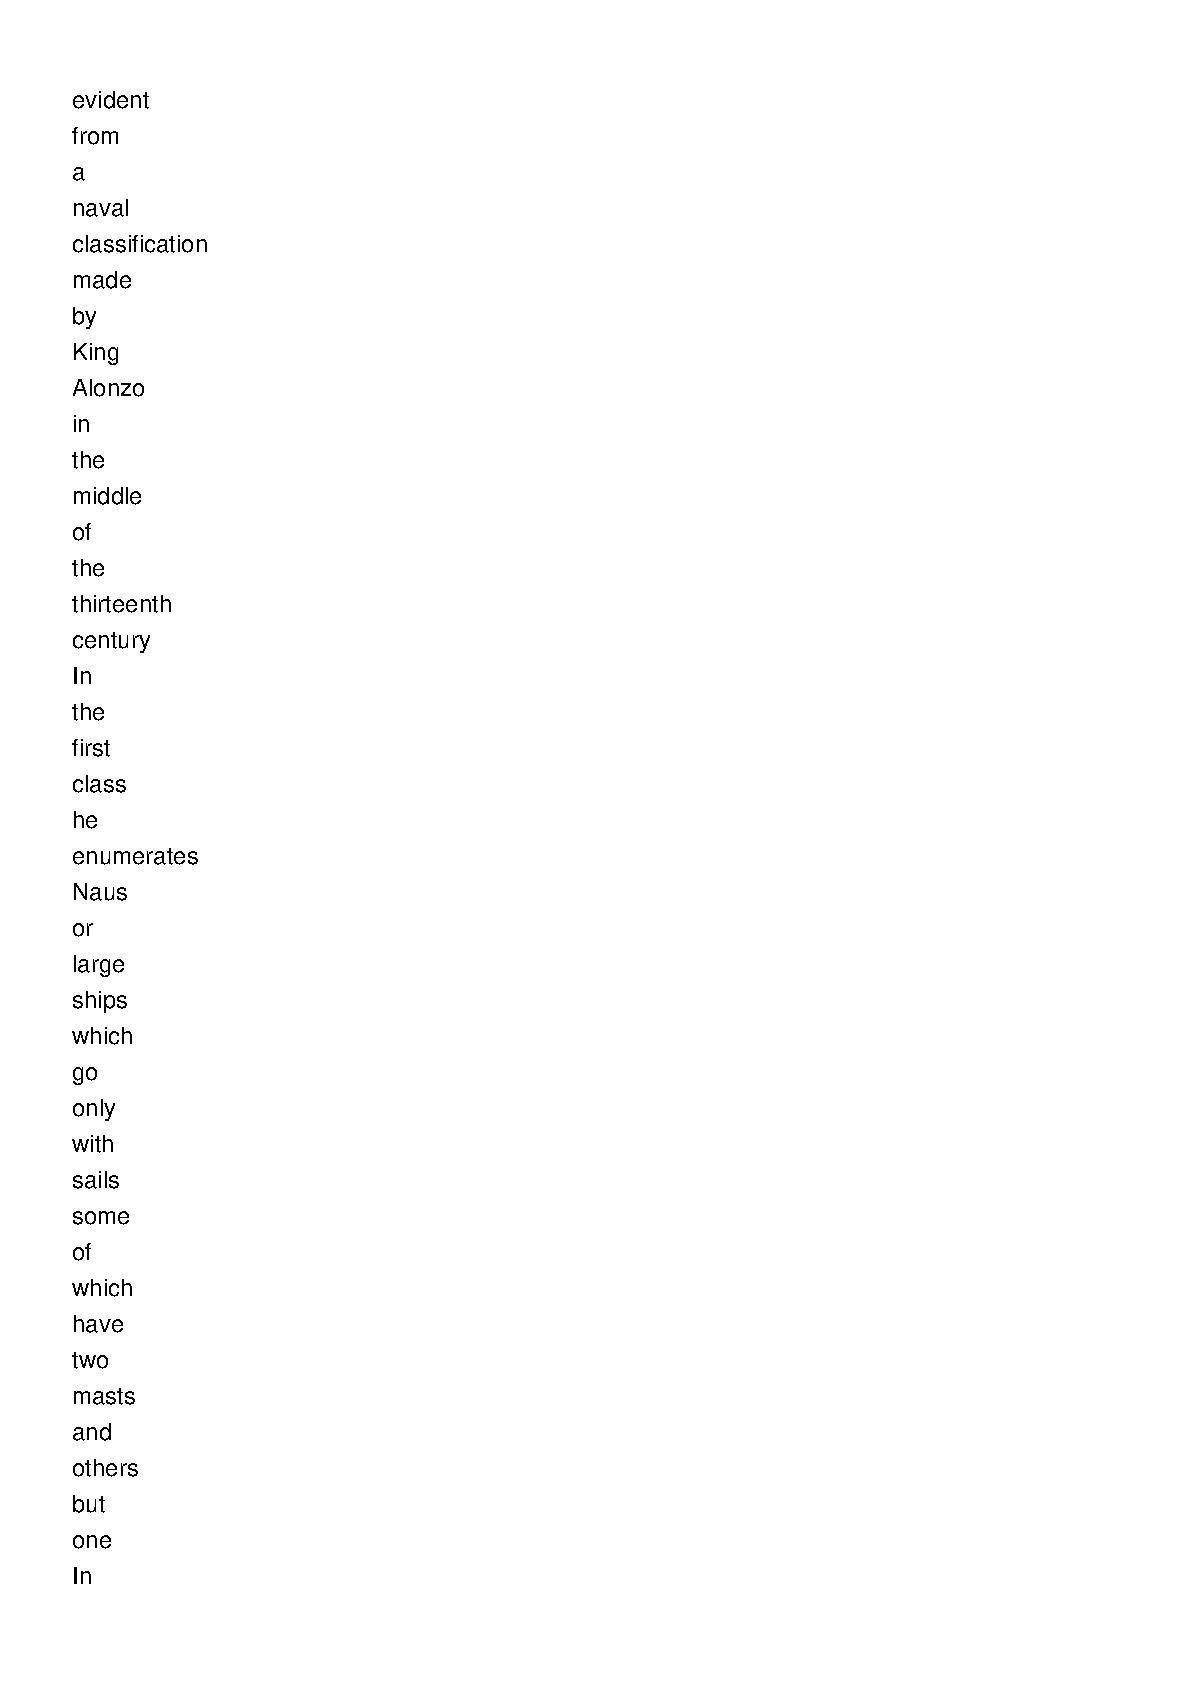 evident
from
a
naval
classification
made
by
King
Alonzo
in
the
middle
of
the
thirteenth
century
In
the
first
class
he
enumerates
Naus
or
large
ships
which
go
only
with
sails
some
of
which
have
two
masts
and
others
but
one
In